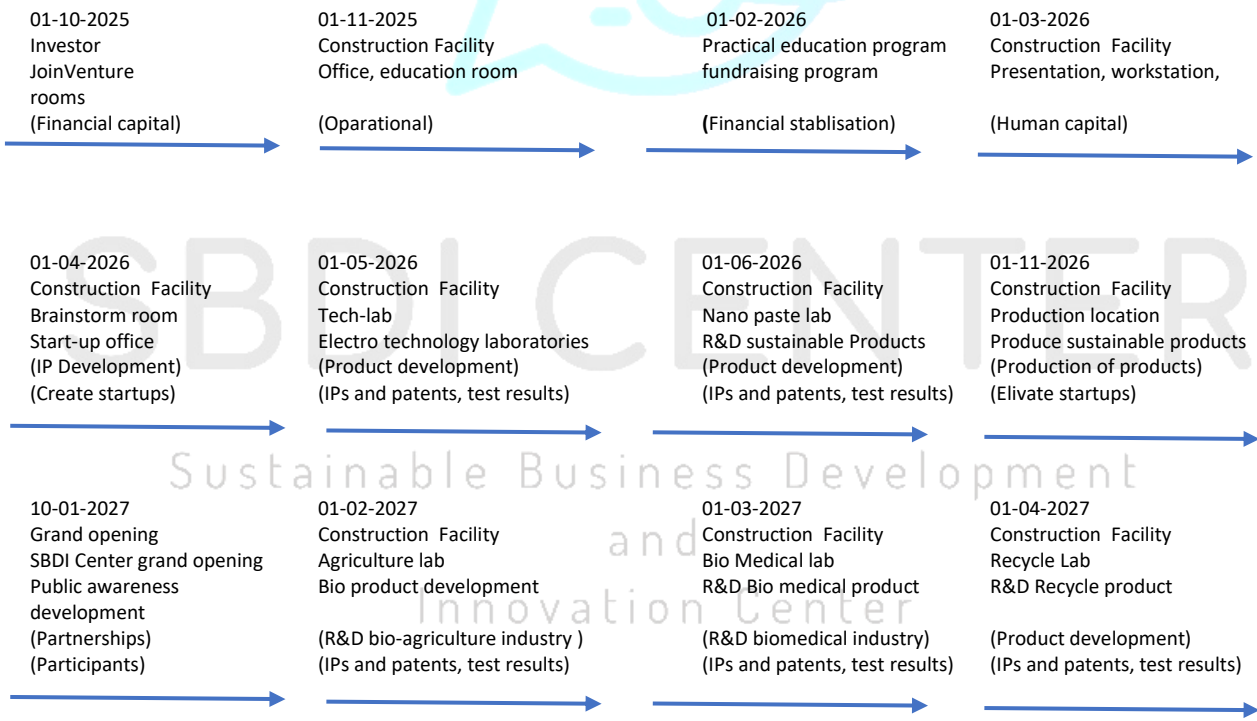 01-10-2025
Investor
JoinVenture
rooms
(Financial capital)
01-11-2025
Construction Facility
Office, education room
(Oparational)
01-02-2026
Practical education program
fundraising program
(Financial stablisation)
01-03-2026
Construction  Facility
Presentation, workstation,
(Human capital)
SBDI CENTER
01-04-2026
Construction  Facility
Brainstorm room
Start-up office
(IP Development)
(Create startups)
01-05-2026
Construction  Facility
Tech-lab
Electro technology laboratories
(Product development)
(IPs and patents, test results)
01-06-2026
Construction  Facility
Nano paste lab
R&D sustainable Products
(Product development)
(IPs and patents, test results)
01-11-2026
Construction  Facility
Production location
Produce sustainable products
(Production of products)
(Elivate startups)
Sustainable Business Development
and
Innovation Center
10-01-2027
Grand opening
SBDI Center grand opening
Public awareness
development
(Partnerships)
(Participants)
01-02-2027
Construction  Facility
Agriculture lab
Bio product development
(R&D bio-agriculture industry )
(IPs and patents, test results)
01-03-2027
Construction  Facility
Bio Medical lab
R&D Bio medical product
(R&D biomedical industry)
(IPs and patents, test results)
01-04-2027
Construction  Facility
Recycle Lab
R&D Recycle product
(Product development)
(IPs and patents, test results)